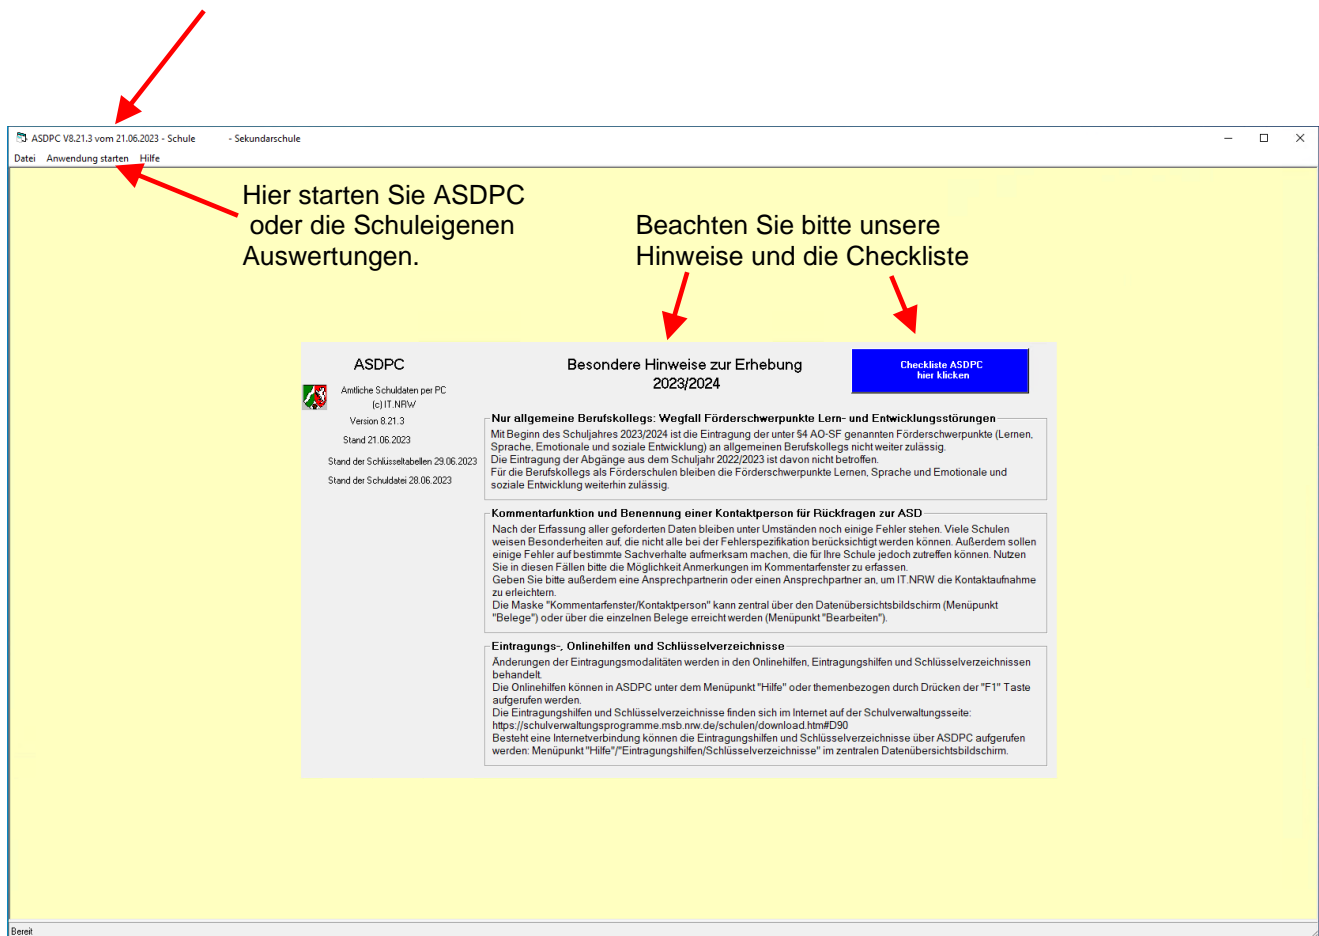 ASDPC V8.21.3 vom 21.06.2023 - Schule - Sekundarschule
Datei Anwendung starten Hilfe
Hier starten Sie ASDPC
oder die Schuleigenen
Auswertungen.
Beachten Sie bitte unsere
Hinweise und die Checkliste
ASDPC
Amtliche Schuldaten per PC
(c) IT.NRW
Version 8.21.3
Stand 21.06.2023
Stand der Schlüsseltabellen 29.06.2023
Stand der Schuldatei 28.06.2023
Besondere Hinweise zur Erhebung
2023/2024
Checkliste ASDPC
hier klicken
Nur allgemeine Berufskollegs: Wegfall Förderschwerpunkte Lern- und Entwicklungsstörungen
Mit Beginn des Schuljahres 2023/2024 ist die Eintragung der unter §4 AO-SF genannten Förderschwerpunkte (Lernen,
Sprache, Emotionale und soziale Entwicklung) an allgemeinen Berufskollegs nicht weiter zulässig.
Die Eintragung der Abgänge aus dem Schuljahr 2022/2023 ist davon nicht betroffen.
Für die Berufskollegs als Förderschulen bleiben die Förderschwerpunkte Lernen, Sprache und Emotionale und
soziale Entwicklung weiterhin zulässig.
Kommentarfunktion und Benennung einer Kontaktperson für Rückfragen zur ASD
Nach der Erfassung aller geforderten Daten bleiben unter Umständen noch einige Fehler stehen. Viele Schulen
weisen Besonderheiten auf, die nicht alle bei der Fehlerspezifikation berücksichtigt werden können. Außerdem sollen
einige Fehler auf bestimmte Sachverhalte aufmerksam machen, die für Ihre Schule jedoch zutreffen können. Nutzen
Sie in diesen Fällen bitte die Möglichkeit Anmerkungen im Kommentarfenster zu erfassen.
Geben Sie bitte außerdem eine Ansprechpartnerin oder einen Ansprechpartner an, um IT.NRW die Kontaktaufnahme
zu erleichtern.
Die Maske "Kommentarfenster/Kontaktperson" kann zentral über den Datenübersichtsbildschirm (Menüpunkt
"Belege") oder über die einzelnen Belege erreicht werden (Menüpunkt "Bearbeiten").
Eintragungs-, Onlinehilfen und Schlüsselverzeichnisse
Änderungen der Eintragungsmodalitäten werden in den Onlinehilfen, Eintragungshilfen und Schlüsselverzeichnissen
behandelt.
Die Onlinehilfen können in ASDPC unter dem Menüpunkt "Hilfe" oder themenbezogen durch Drücken der "F1" Taste
aufgerufen werden.
Die Eintragungshilfen und Schlüsselverzeichnisse finden sich im Internet auf der Schulverwaltungsseite:
https://schulverwaltungsprogramme.msb.nrw.de/schulen/download.htm#D90
Besteht eine Internetverbindung können die Eintragungshilfen und Schlüsselverzeichnisse über ASDPC aufgerufen
werden: Menüpunkt "Hilfe"/"Eintragungshilfen/Schlüsselverzeichnisse" im zentralen Datenübersichtsbildschirm.
Bereit